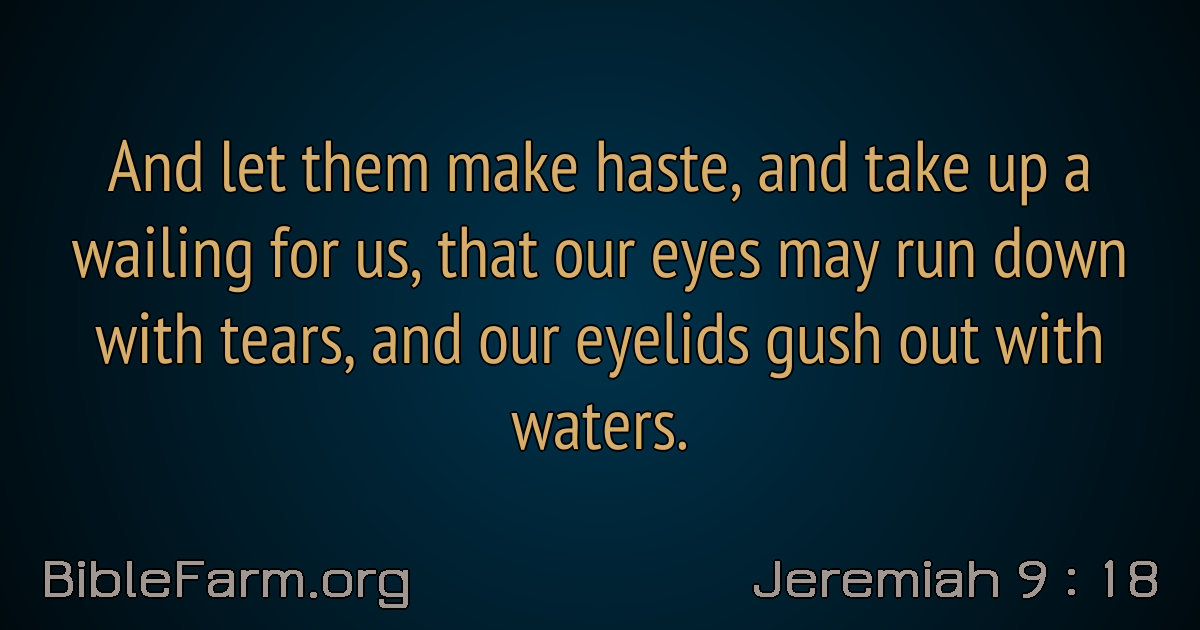 And let them make haste, and take up a
wailing for us, that our eyes may run down
with tears, and our eyelids gush out with
waters.
BibleFarm.org
Jeremiah 9 : 18